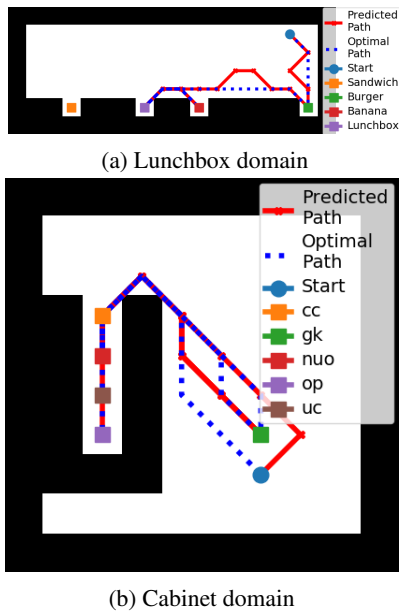 Predicted
Path
Optimal
Path
Start
Sandwich
Burger
Banana
Lunchbox
(a) Lunchbox domain
Predicted
Path
Optimal
Path
Start
cc
gk
nuo
op
uc
(b) Cabinet domain